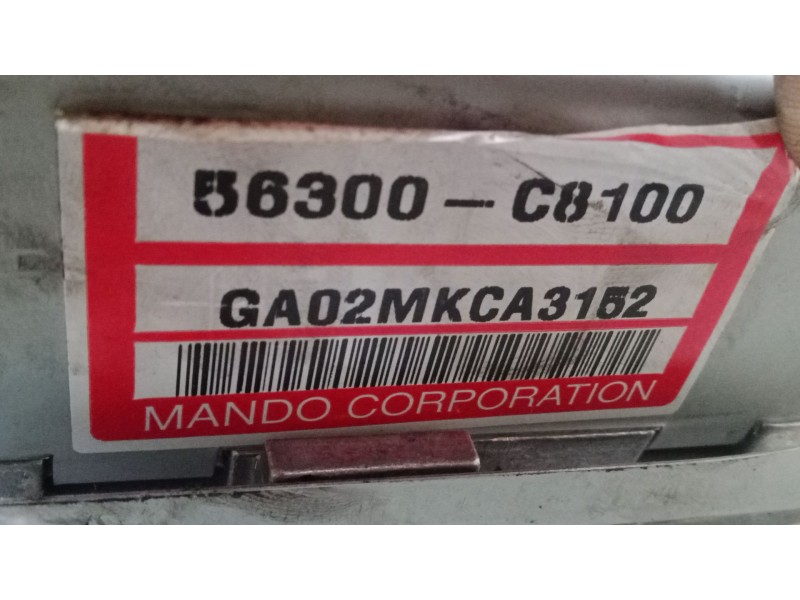 56300-C8100
GA02MKCA3152
MANDO CORPORATION